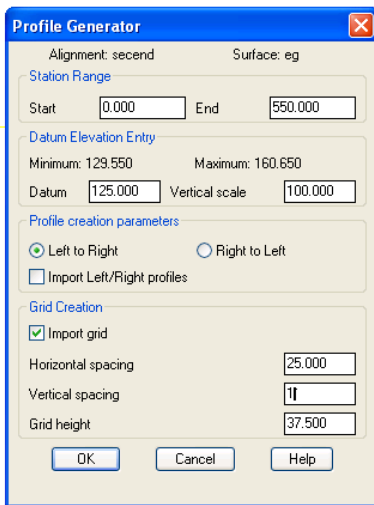 Profile Generator
Alignment: secend Surface: eg
Station Range
Start 0.000 End 550.000
Datum Elevation Entry
Minimum: 129.550 Maximum: 160.650
Datum 125.000 Vertical scale 100.000
Profile creation parameters
Left to Right Right to Left
Import Left/Right profiles
Grid Creation
Import grid
Horizontal spacing 25.000
Vertical spacing 1
Grid height 37.500
OK Cancel Help